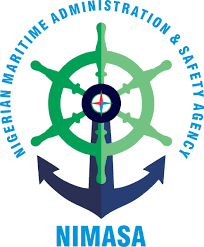 NIGERIAN MARITIME ADMINISTRATION & SAFETY AGENCY
NIMASA